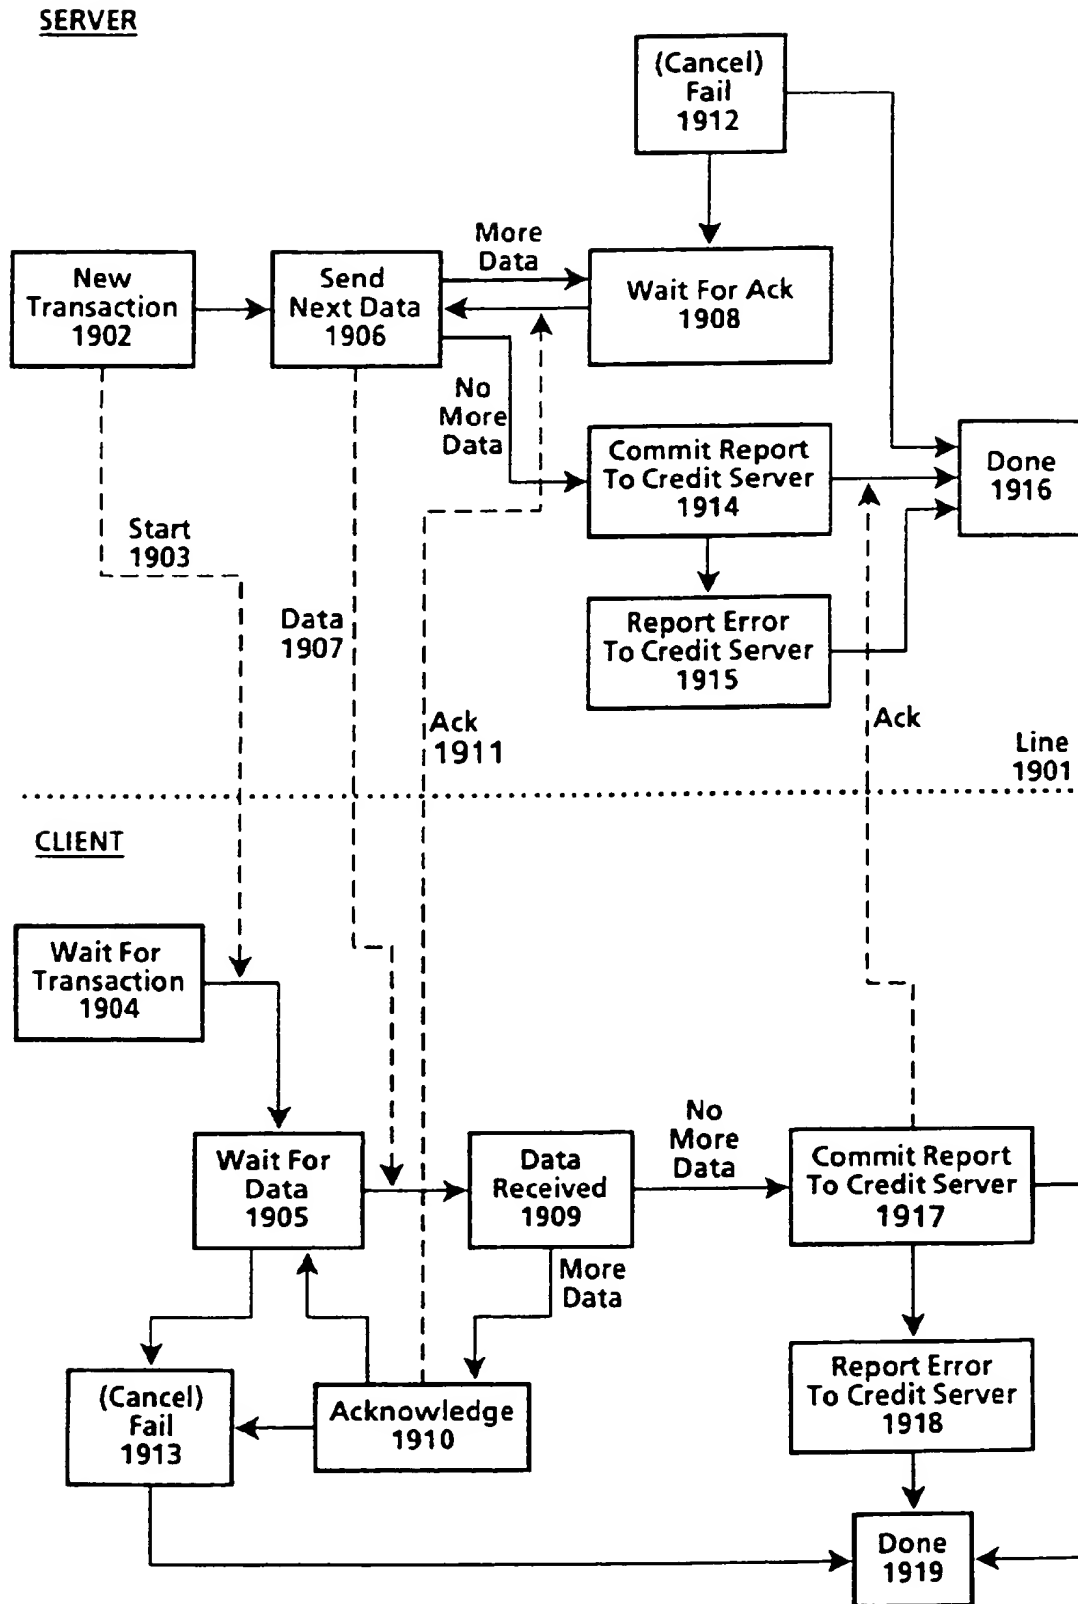 SERVER
(Cancel)
Fail
1912
New
Transaction
1902
Send
Next Data
1906
More
Data
Wait For Ack
1908
No
More
Data
Commit Report
To Credit Server
1914
Done
1916
Start
1903
Data
1907
Report Error
To Credit Server
1915
Ack
1911
Ack
Line
1901
CLIENT
Wait For
Transaction
1904
Wait For
Data
1905
Data
Received
1909
No
More
Data
Commit Report
To Credit Server
1917
More
Data
(Cancel)
Fail
1913
Acknowledge
1910
Report Error
To Credit Server
1918
Done
1919